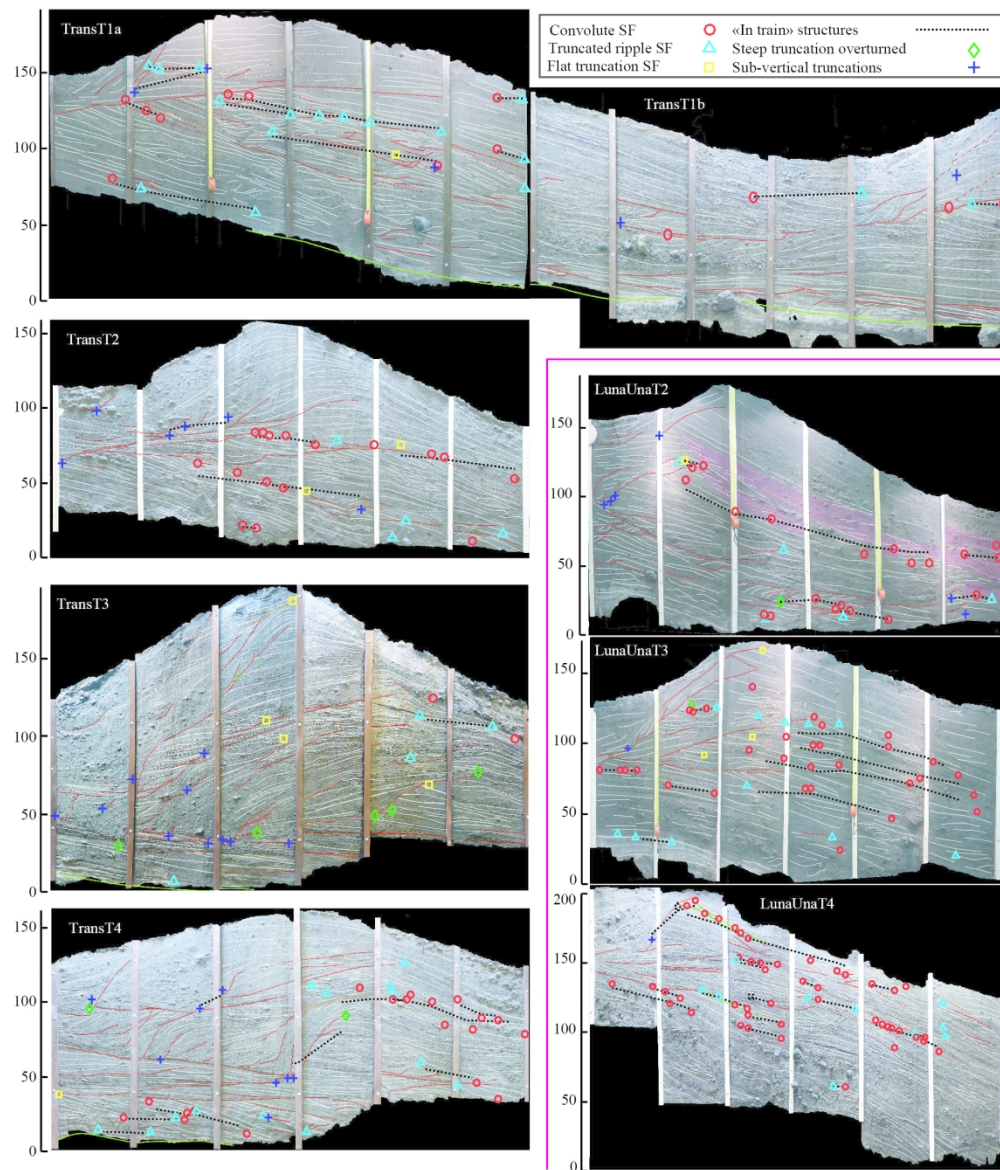 TransT1a
Convolute SF
«In train» structures
Truncated ripple SF
Steep truncation overturned
Flat truncation SF
Sub-vertical truncations
150
100
50
0
TransT1b
TransT2
150
100
50
0
LunaUnaT2
150
100
50
0
TransT3
150
100
50
0
LunaUnaT3
150
100
50
0
TransT4
150
100
50
0
LunaUnaT4
200
150
100
50
0